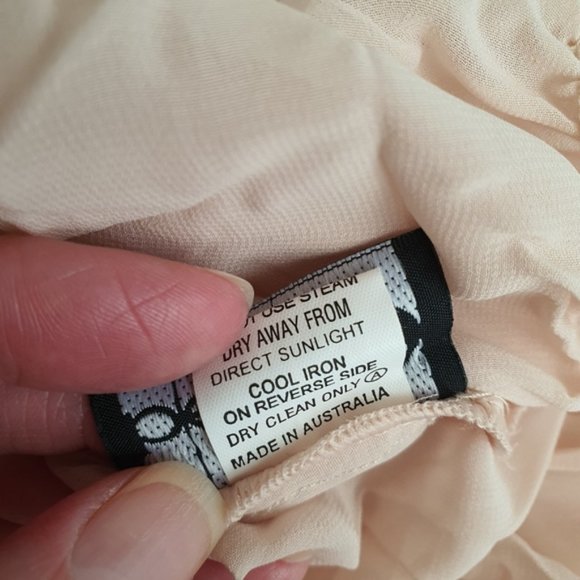 USE STEAM
DRY AWAY FROM
DIRECT SUNLIGHT
COOL IRON
ON REVERSE SIDE
DRY CLEAN ONLY Ⓐ
MADE IN AUSTRALIA